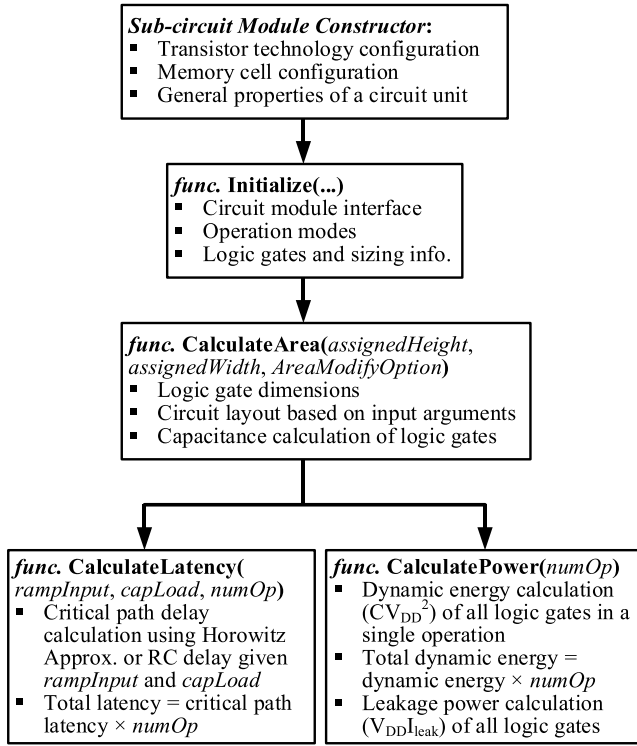 Sub-circuit Module Constructor:
▪ Transistor technology configuration
▪ Memory cell configuration
▪ General properties of a circuit unit
func. Initialize(...)
▪ Circuit module interface
▪ Operation modes
▪ Logic gates and sizing info.
func. CalculateArea(assignedHeight,
assignedWidth, AreaModifyOption)
▪ Logic gate dimensions
▪ Circuit layout based on input arguments
▪ Capacitance calculation of logic gates
func. CalculateLatency(
rampInput, capLoad, numOp)
▪ Critical path delay
calculation using Horowitz
Approx. or RC delay given
rampInput and capLoad
▪ Total latency = critical path
latency × numOp
func. CalculatePower(numOp)
▪ Dynamic energy calculation
(CV_DD²) of all logic gates in a
single operation
▪ Total dynamic energy =
dynamic energy × numOp
▪ Leakage power calculation
(V_DDI_leak) of all logic gates